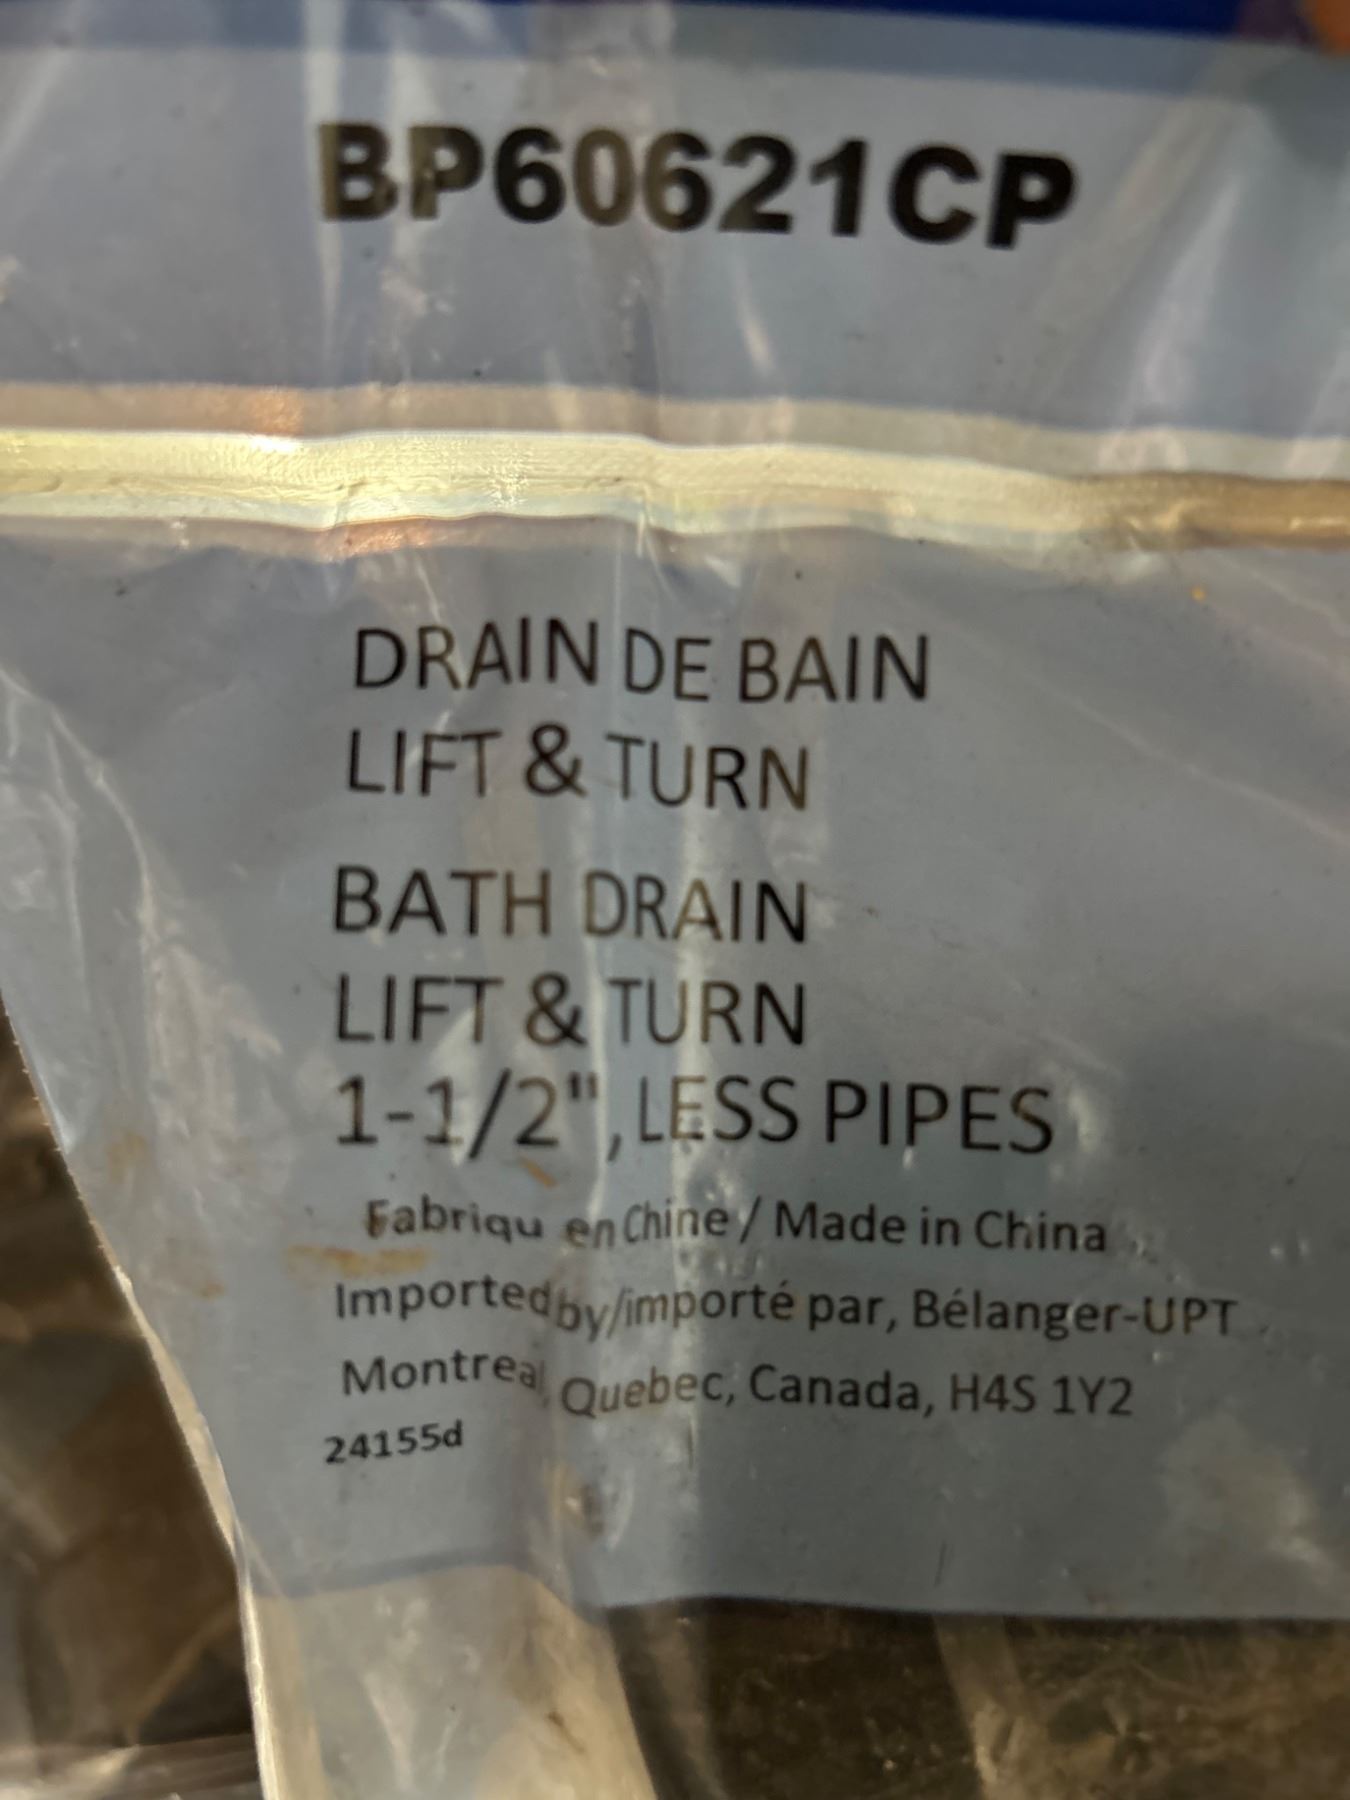 BP60621CP
DRAIN DE BAIN
LIFT & TURN
BATH DRAIN
LIFT & TURN
1-1/2", LESS PIPES
Fabriqu en Chine / Made in China
Imported by/importé par, Bélanger-UPT
Montreal, Quebec, Canada, H4S 1Y2
24155d